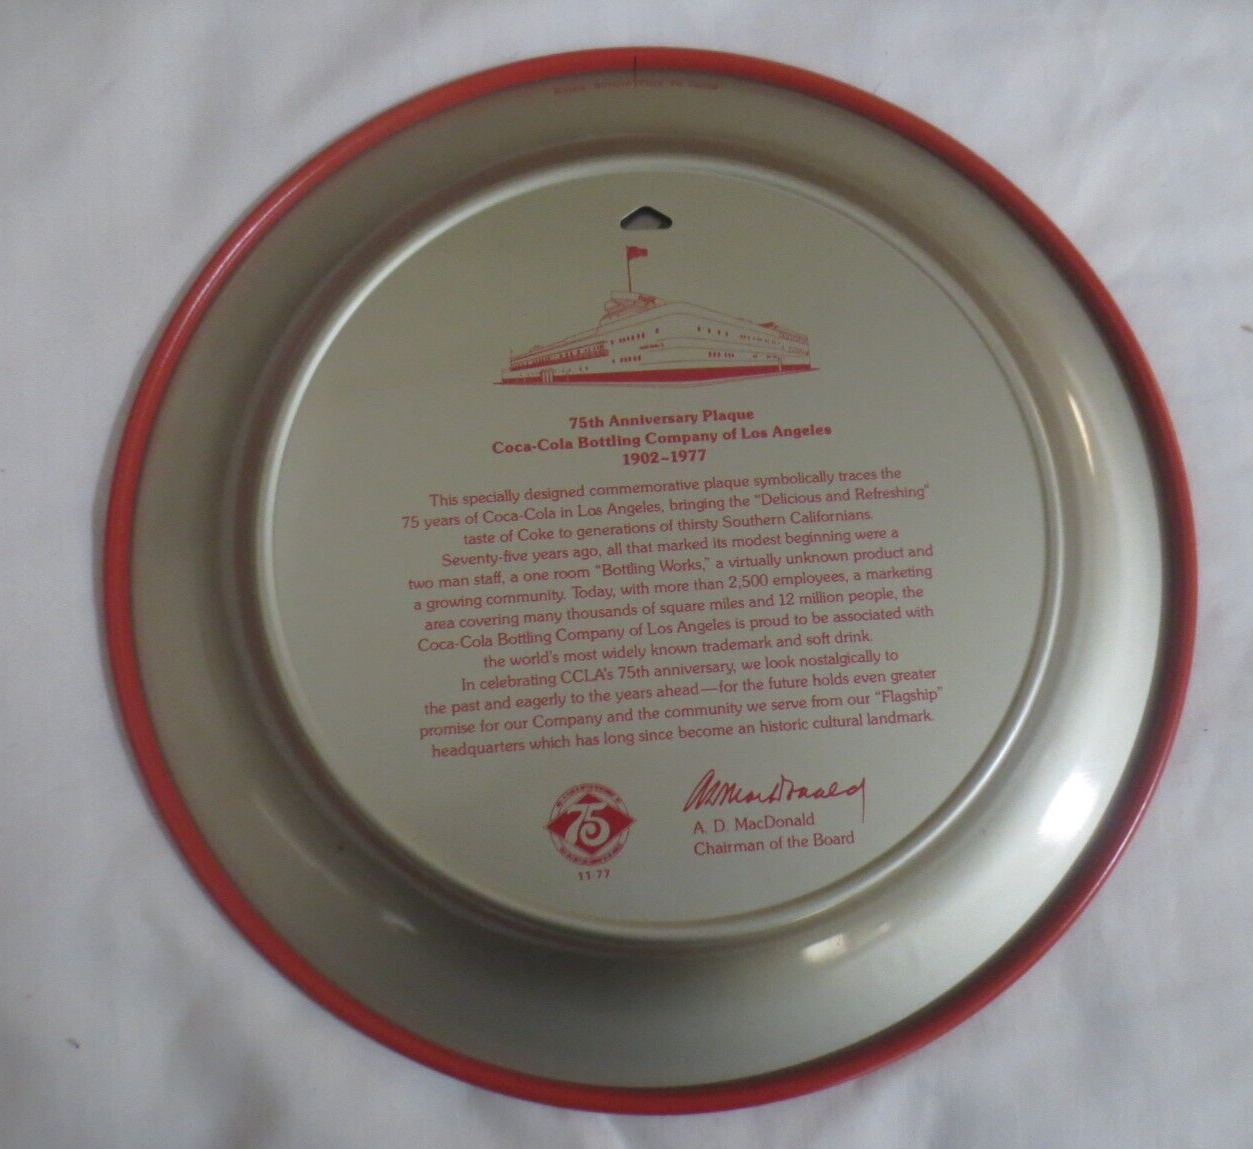 75th Anniversary Plaque
Coca-Cola Bottling Company of Los Angeles
1902-1977
This specially designed commemorative plaque symbolically traces the
75 years of Coca-Cola in Los Angeles, bringing the "Delicious and Refreshing"
taste of Coke to generations of thirsty Southern Californians.
Seventy-five years ago, all that marked its modest beginning were a
two man staff, a one room "Bottling Works," a virtually unknown product and
a growing community. Today, with more than 2,500 employees, a marketing
area covering many thousands of square miles and 12 million people, the
Coca-Cola Bottling Company of Los Angeles is proud to be associated with
the world's most widely known trademark and soft drink.
In celebrating CCLA's 75th anniversary, we look nostalgically to
the past and eagerly to the years ahead—for the future holds even greater
promise for our Company and the community we serve from our "Flagship"
headquarters which has long since become an historic cultural landmark.
ADMacDonald
A. D. MacDonald
Chairman of the Board
75
11 77